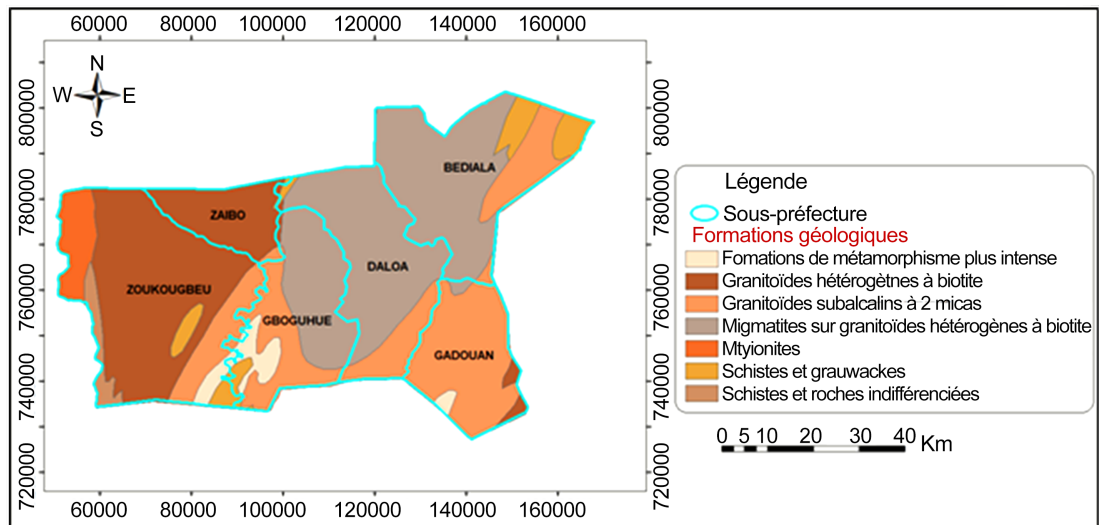 60000 80000 100000 120000 140000 160000
N
W E
S
800000
780000
760000
740000
720000
BEDIALA
ZAIBO
DALOA
ZOUKOUGBEU
GBOGUHUE
GADOUAN
800000
780000
760000
740000
720000
60000 80000 100000 120000 140000 160000
Légende
Sous-préfecture
Formations géologiques
Fomations de métamorphisme plus intense
Granitoïdes hétérogètnes à biotite
Granitoïdes subalcalins à 2 micas
Migmatites sur granitoïdes hétérogènes à biotite
Mtyionites
Schistes et grauwackes
Schistes et roches indifférenciées
0 5 10 20 30 40 Km